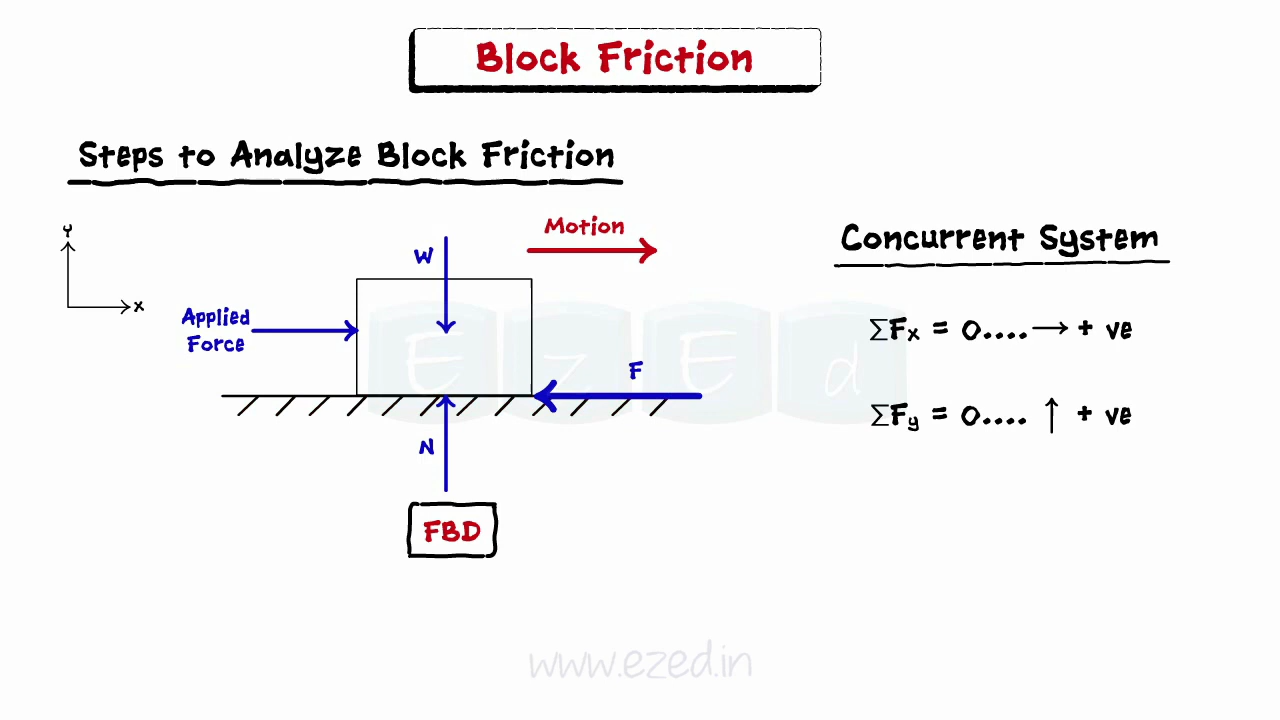 Block Friction
Steps to Analyze Block Friction
Y
X
Motion
W
Applied
Force
F
N
FBD
Concurrent System
ΣFx = 0....→ + ve
ΣFy = 0.... ↑ + ve
EzEd
www.ezed.in